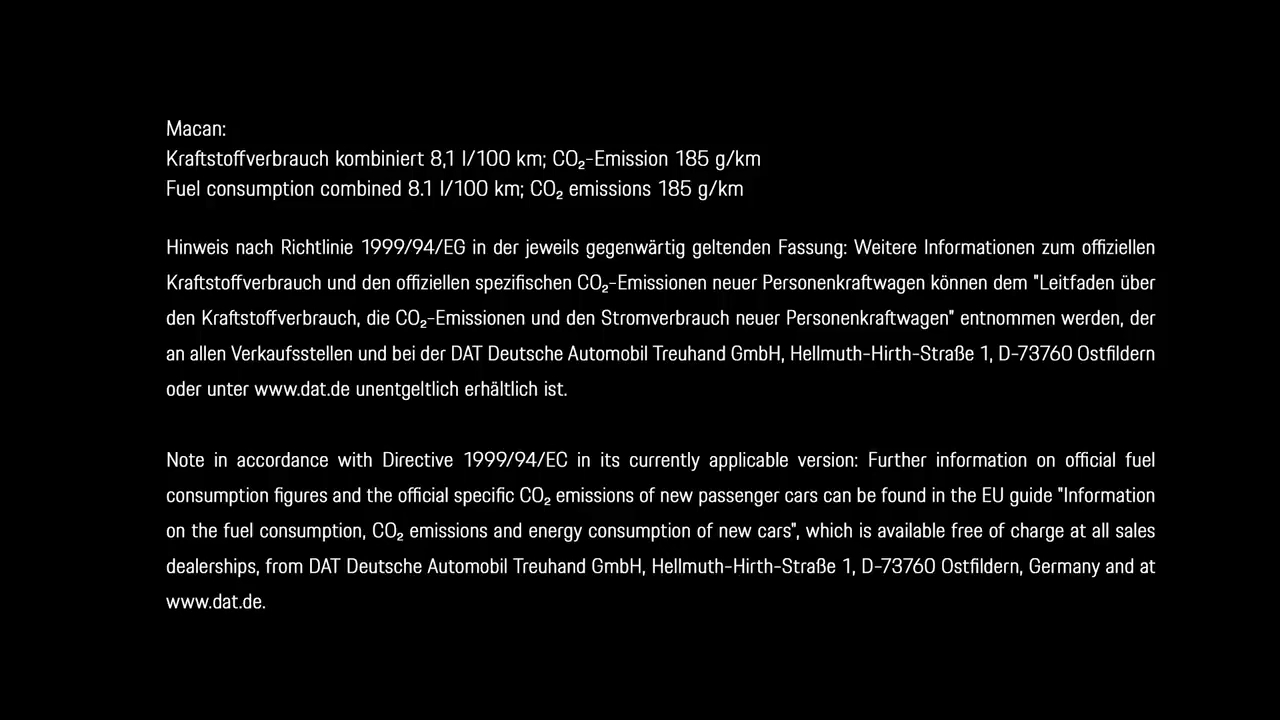 Macan:
Kraftstoffverbrauch kombiniert 8,1 l/100 km; CO₂-Emission 185 g/km
Fuel consumption combined 8.1 l/100 km; CO₂ emissions 185 g/km
Hinweis nach Richtlinie 1999/94/EG in der jeweils gegenwärtig geltenden Fassung: Weitere Informationen zum offiziellen
Kraftstoffverbrauch und den offiziellen spezifischen CO₂-Emissionen neuer Personenkraftwagen können dem "Leitfaden über
den Kraftstoffverbrauch, die CO₂-Emissionen und den Stromverbrauch neuer Personenkraftwagen" entnommen werden, der
an allen Verkaufsstellen und bei der DAT Deutsche Automobil Treuhand GmbH, Hellmuth-Hirth-Straße 1, D-73760 Ostfildern
oder unter www.dat.de unentgeltlich erhältlich ist.
Note in accordance with Directive 1999/94/EC in its currently applicable version: Further information on official fuel
consumption figures and the official specific CO₂ emissions of new passenger cars can be found in the EU guide "Information
on the fuel consumption, CO₂ emissions and energy consumption of new cars", which is available free of charge at all sales
dealerships, from DAT Deutsche Automobil Treuhand GmbH, Hellmuth-Hirth-Straße 1, D-73760 Ostfildern, Germany and at
www.dat.de.